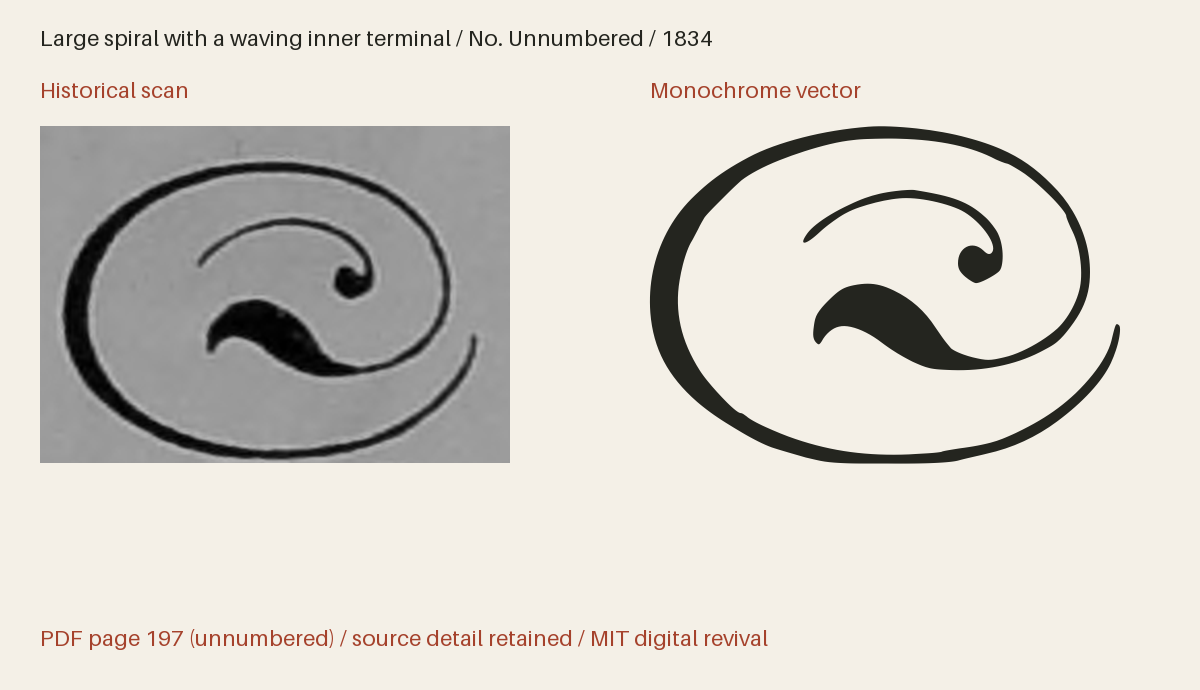 Large spiral with a waving inner terminal / No. Unnumbered / 1834
Historical scan
Monochrome vector
PDF page 197 (unnumbered) / source detail retained / MIT digital revival